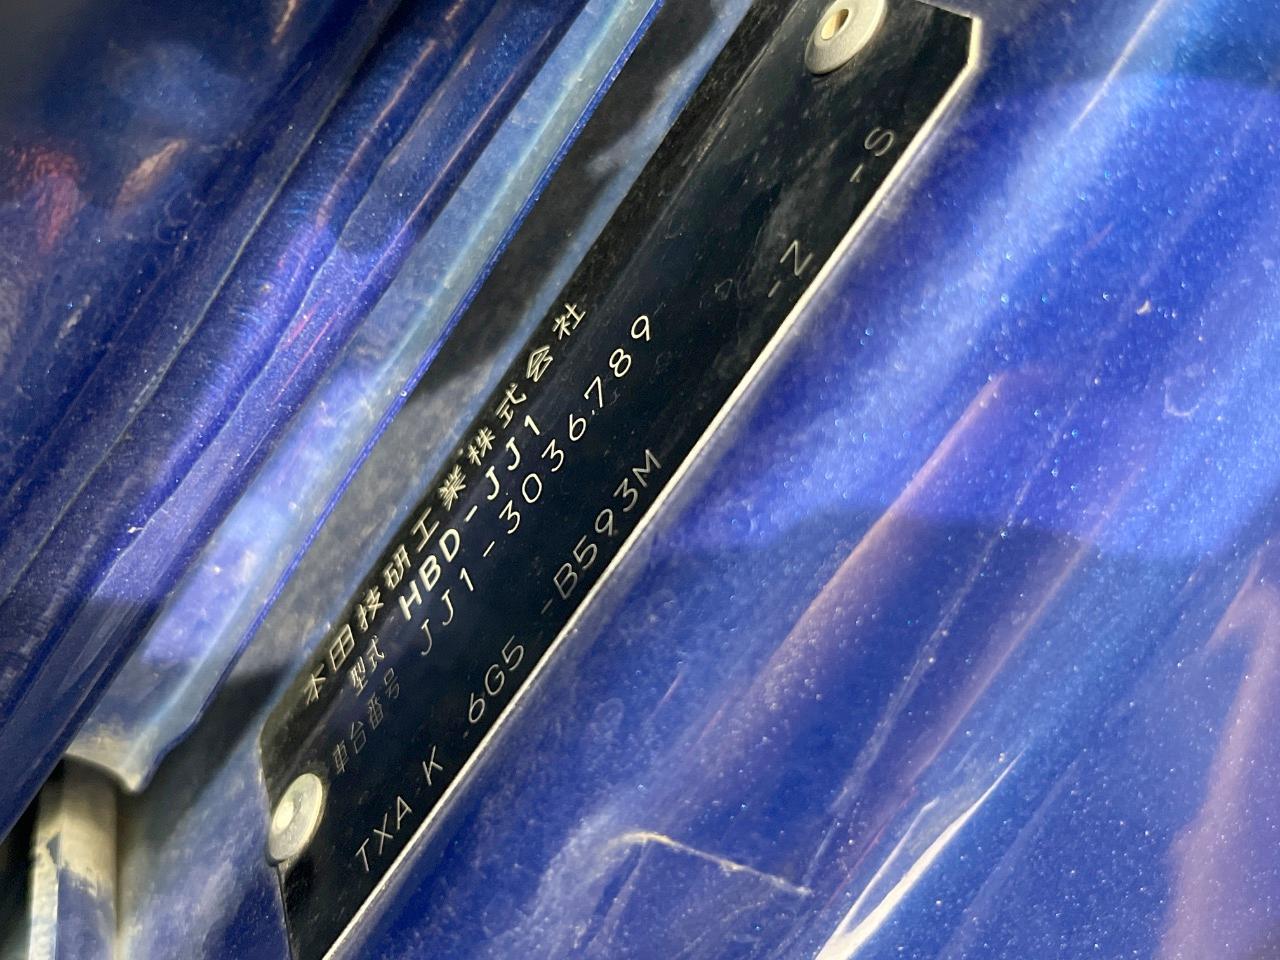 本田技研工業株式会社
型式 HBD-JJ1
車台番号 JJ1-3036789
TXA K 6G5 -B593M -N -S